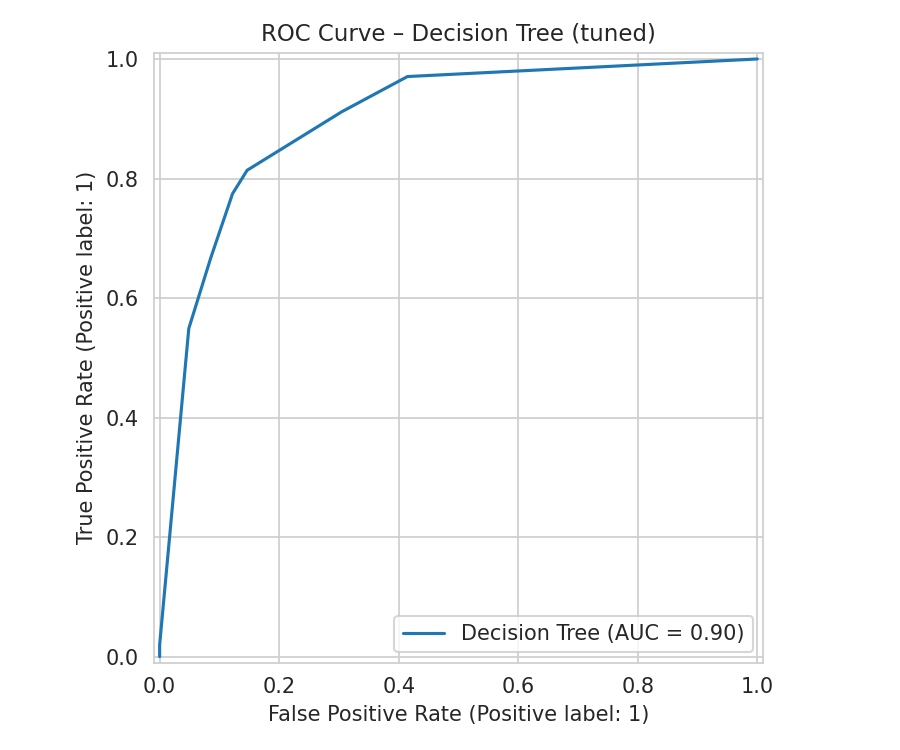 ROC Curve – Decision Tree (tuned)
1.0
0.8
0.6
0.4
0.2
0.0
True Positive Rate (Positive label: 1)
Decision Tree (AUC = 0.90)
0.0 0.2 0.4 0.6 0.8 1.0
False Positive Rate (Positive label: 1)